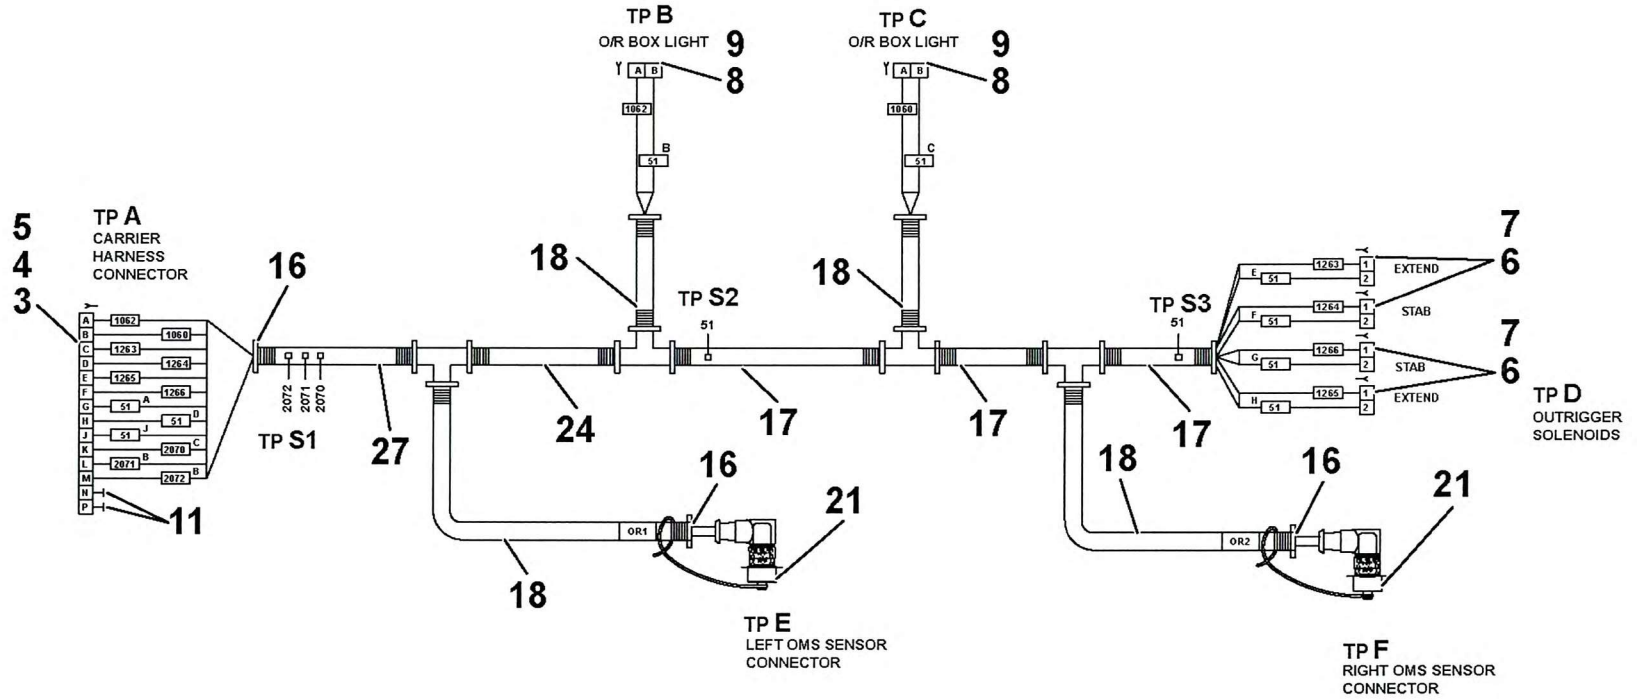 TP B
O/R BOX LIGHT
9
8
A B
1062
B
51
TP C
O/R BOX LIGHT
9
8
A B
1060
C
51
5
4
3
TP A
CARRIER
HARNESS
CONNECTOR
A 1062
B 1060
C 1263
D 1264
E 1265
F 1266
G 51 A
H 51 D
J 51 J
K 2070 C
L 2071 B
M 2072 B
N
P
11
16
2072
2071
2070
TP S1
27
24
18
TP S2
51
17
18
17
TP S3
51
17
E 1263 1 EXTEND
51 2
F 1264 1 STAB
51 2
G 1266 1 STAB
51 2
H 1265 1 EXTEND
51 2
7
6
7
6
TP D
OUTRIGGER
SOLENOIDS
OR1
16
21
18
TP E
LEFT OMS SENSOR
CONNECTOR
18
OR2
16
21
TP F
RIGHT OMS SENSOR
CONNECTOR